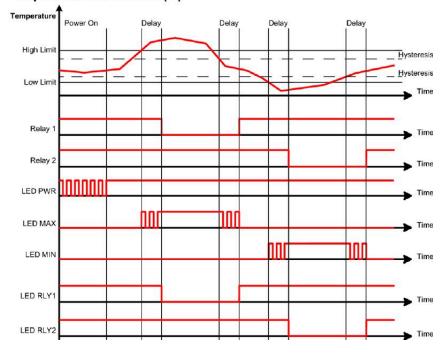 Power On Delay Delay Delay Delay
Temperature
High Limit
Hysteresis
Hysteresis
Low Limit
Time
Relay 1
Time
Relay 2
Time
LED PWR
Time
LED MAX
Time
LED MIN
Time
LED RLY1
Time
LED RLY2
Time